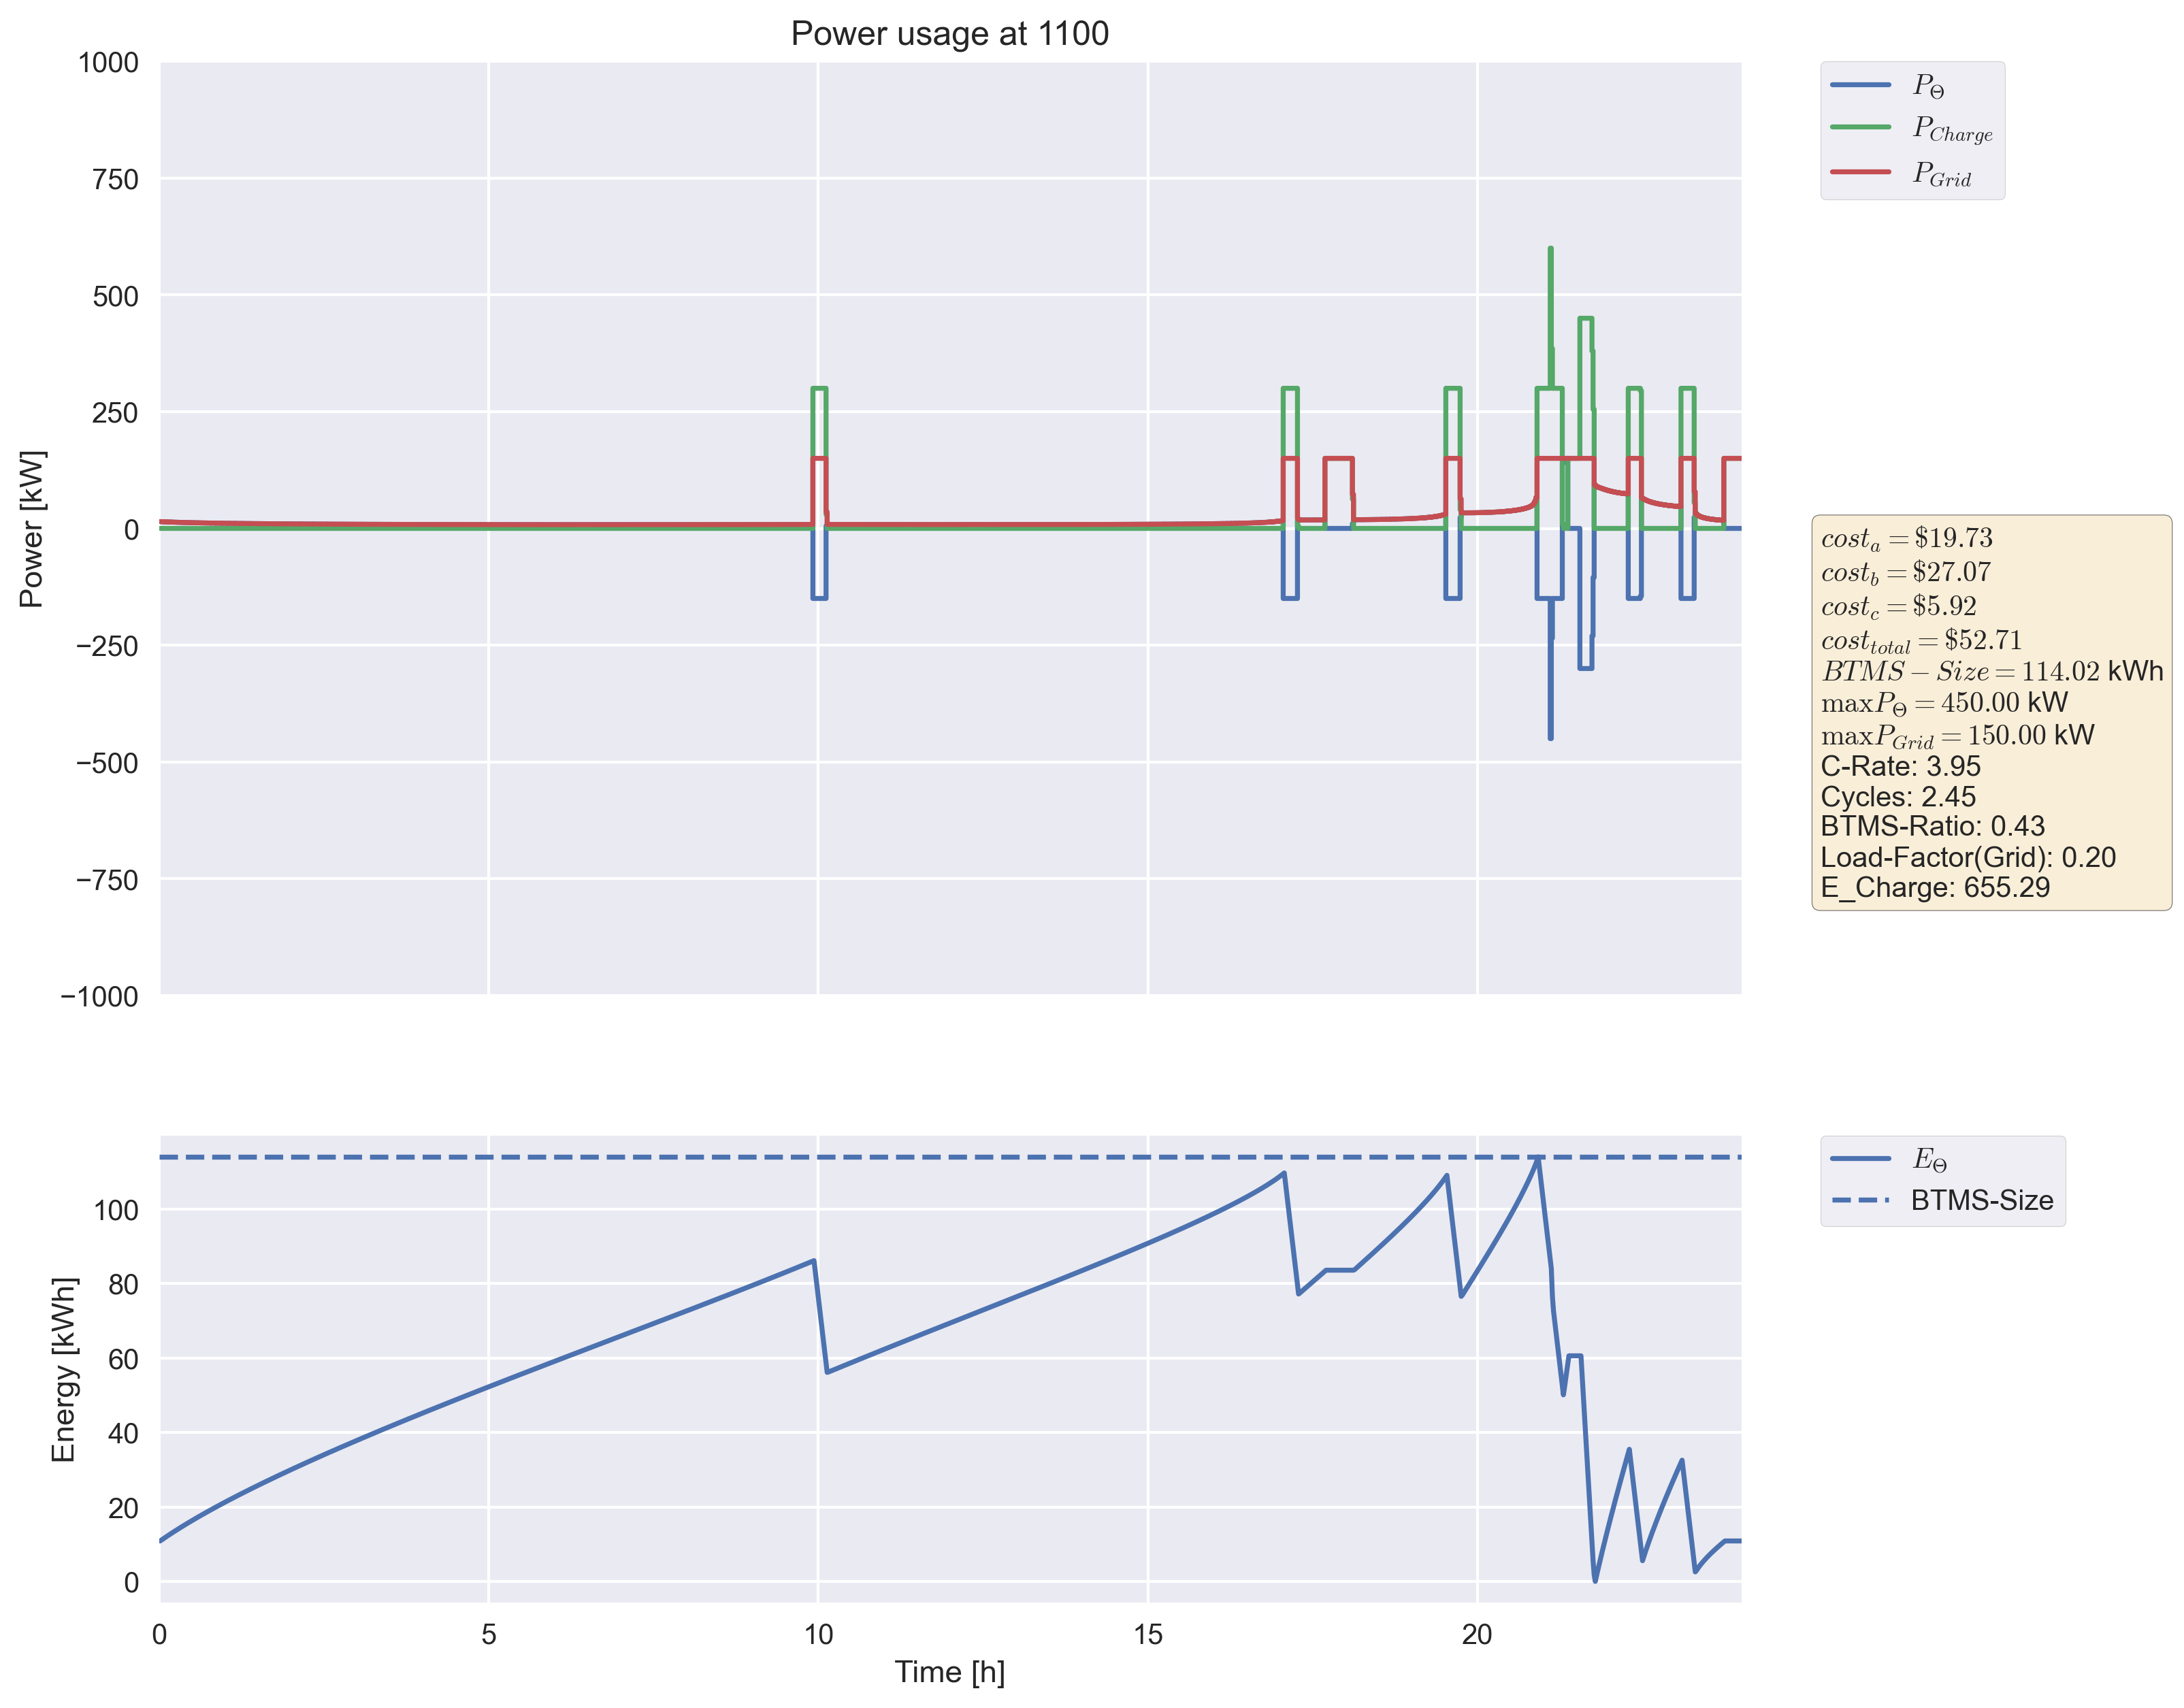 Power usage at 1100
1000
750
500
250
0
−250
−500
−750
−1000
Power [kW]
P_Θ
P_Charge
P_Grid
cost_a = $19.73
cost_b = $27.07
cost_c = $5.92
cost_total = $52.71
BTMS − Size = 114.02 kWh
maxP_Θ = 450.00 kW
maxP_Grid = 150.00 kW
C-Rate: 3.95
Cycles: 2.45
BTMS-Ratio: 0.43
Load-Factor(Grid): 0.20
E_Charge: 655.29
100
80
60
40
20
0
Energy [kWh]
E_Θ
BTMS-Size
0 5 10 15 20
Time [h]